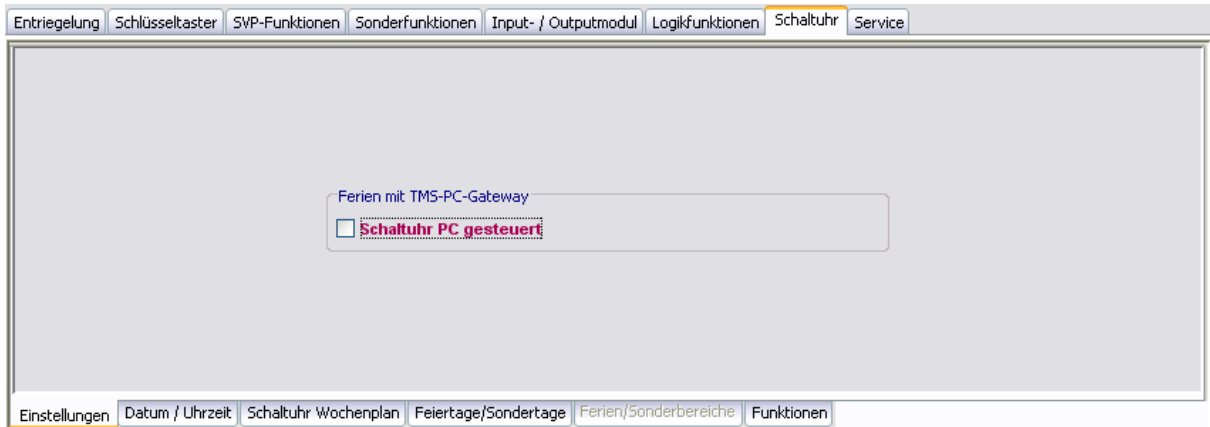 Entriegelung Schlüsseltaster SVP-Funktionen Sonderfunktionen Input- / Outputmodul Logikfunktionen Schaltuhr Service
Ferien mit TMS-PC-Gateway
Schaltuhr PC gesteuert
Einstellungen Datum / Uhrzeit Schaltuhr Wochenplan Feiertage/Sondertage Ferien/Sonderbereiche Funktionen